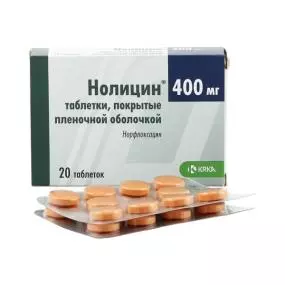 Нолицин® 400 мг
таблетки, покрытые
пленочной оболочкой
Норфлоксацин
20 таблеток
KRKA